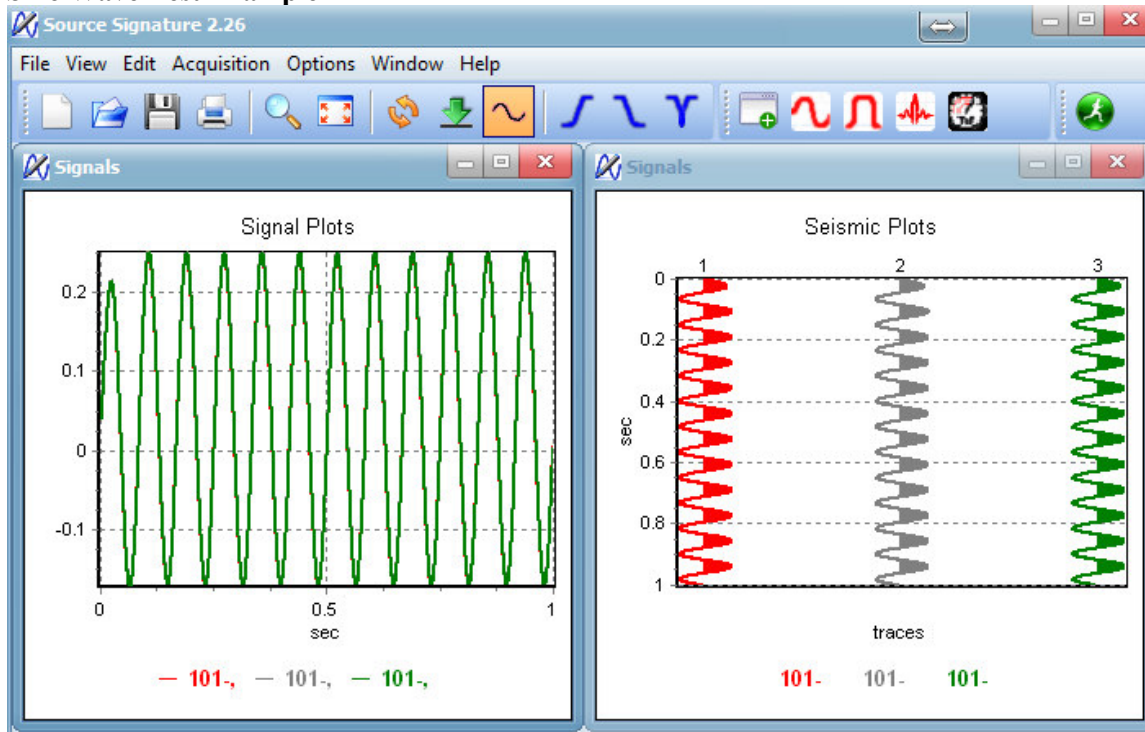 Source Signature 2.26
File View Edit Acquisition Options Window Help
Signals
Signal Plots
0.2
0.1
0
-0.1
0 0.5 1
sec
101-, 101-, 101-,
Signals
Seismic Plots
1 2 3
0
0.2
0.4
0.6
0.8
1
sec
traces
101- 101- 101-